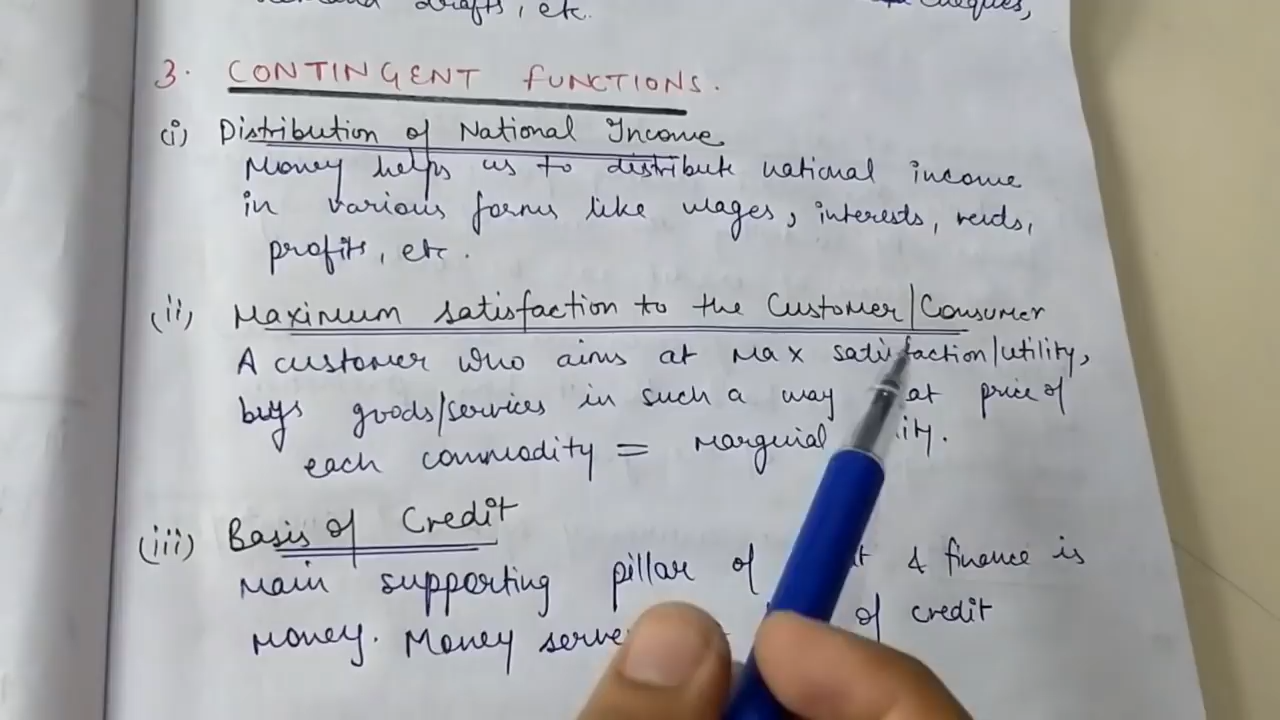 drafts, etc. cheques,
3. CONTINGENT FUNCTIONS.
(i) Distribution of National Income
Money helps us to distribute national income
in various forms like wages, interests, rents,
profits, etc.
(ii) Maximum satisfaction to the Customer/Consumer
A customer who aims at max satisfaction/utility,
buys goods/services in such a way at price of
each commodity = marginal
(iii) Basis of Credit
Main supporting pillar of & finance is
money. Money of credit